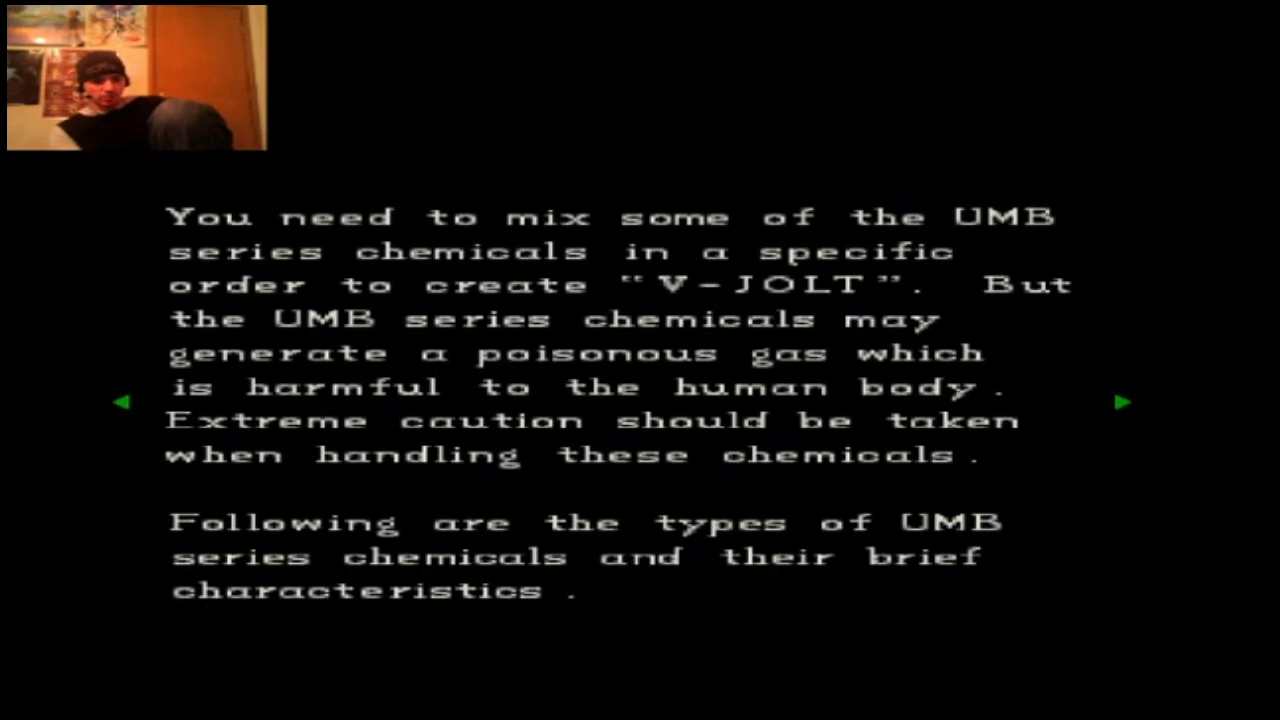 You need to mix some of the UMB
series chemicals in a specific
order to create "V-JOLT". But
the UMB series chemicals may
generate a poisonous gas which
is harmful to the human body.
Extreme caution should be taken
when handling these chemicals.
Following are the types of UMB
series chemicals and their brief
characteristics.